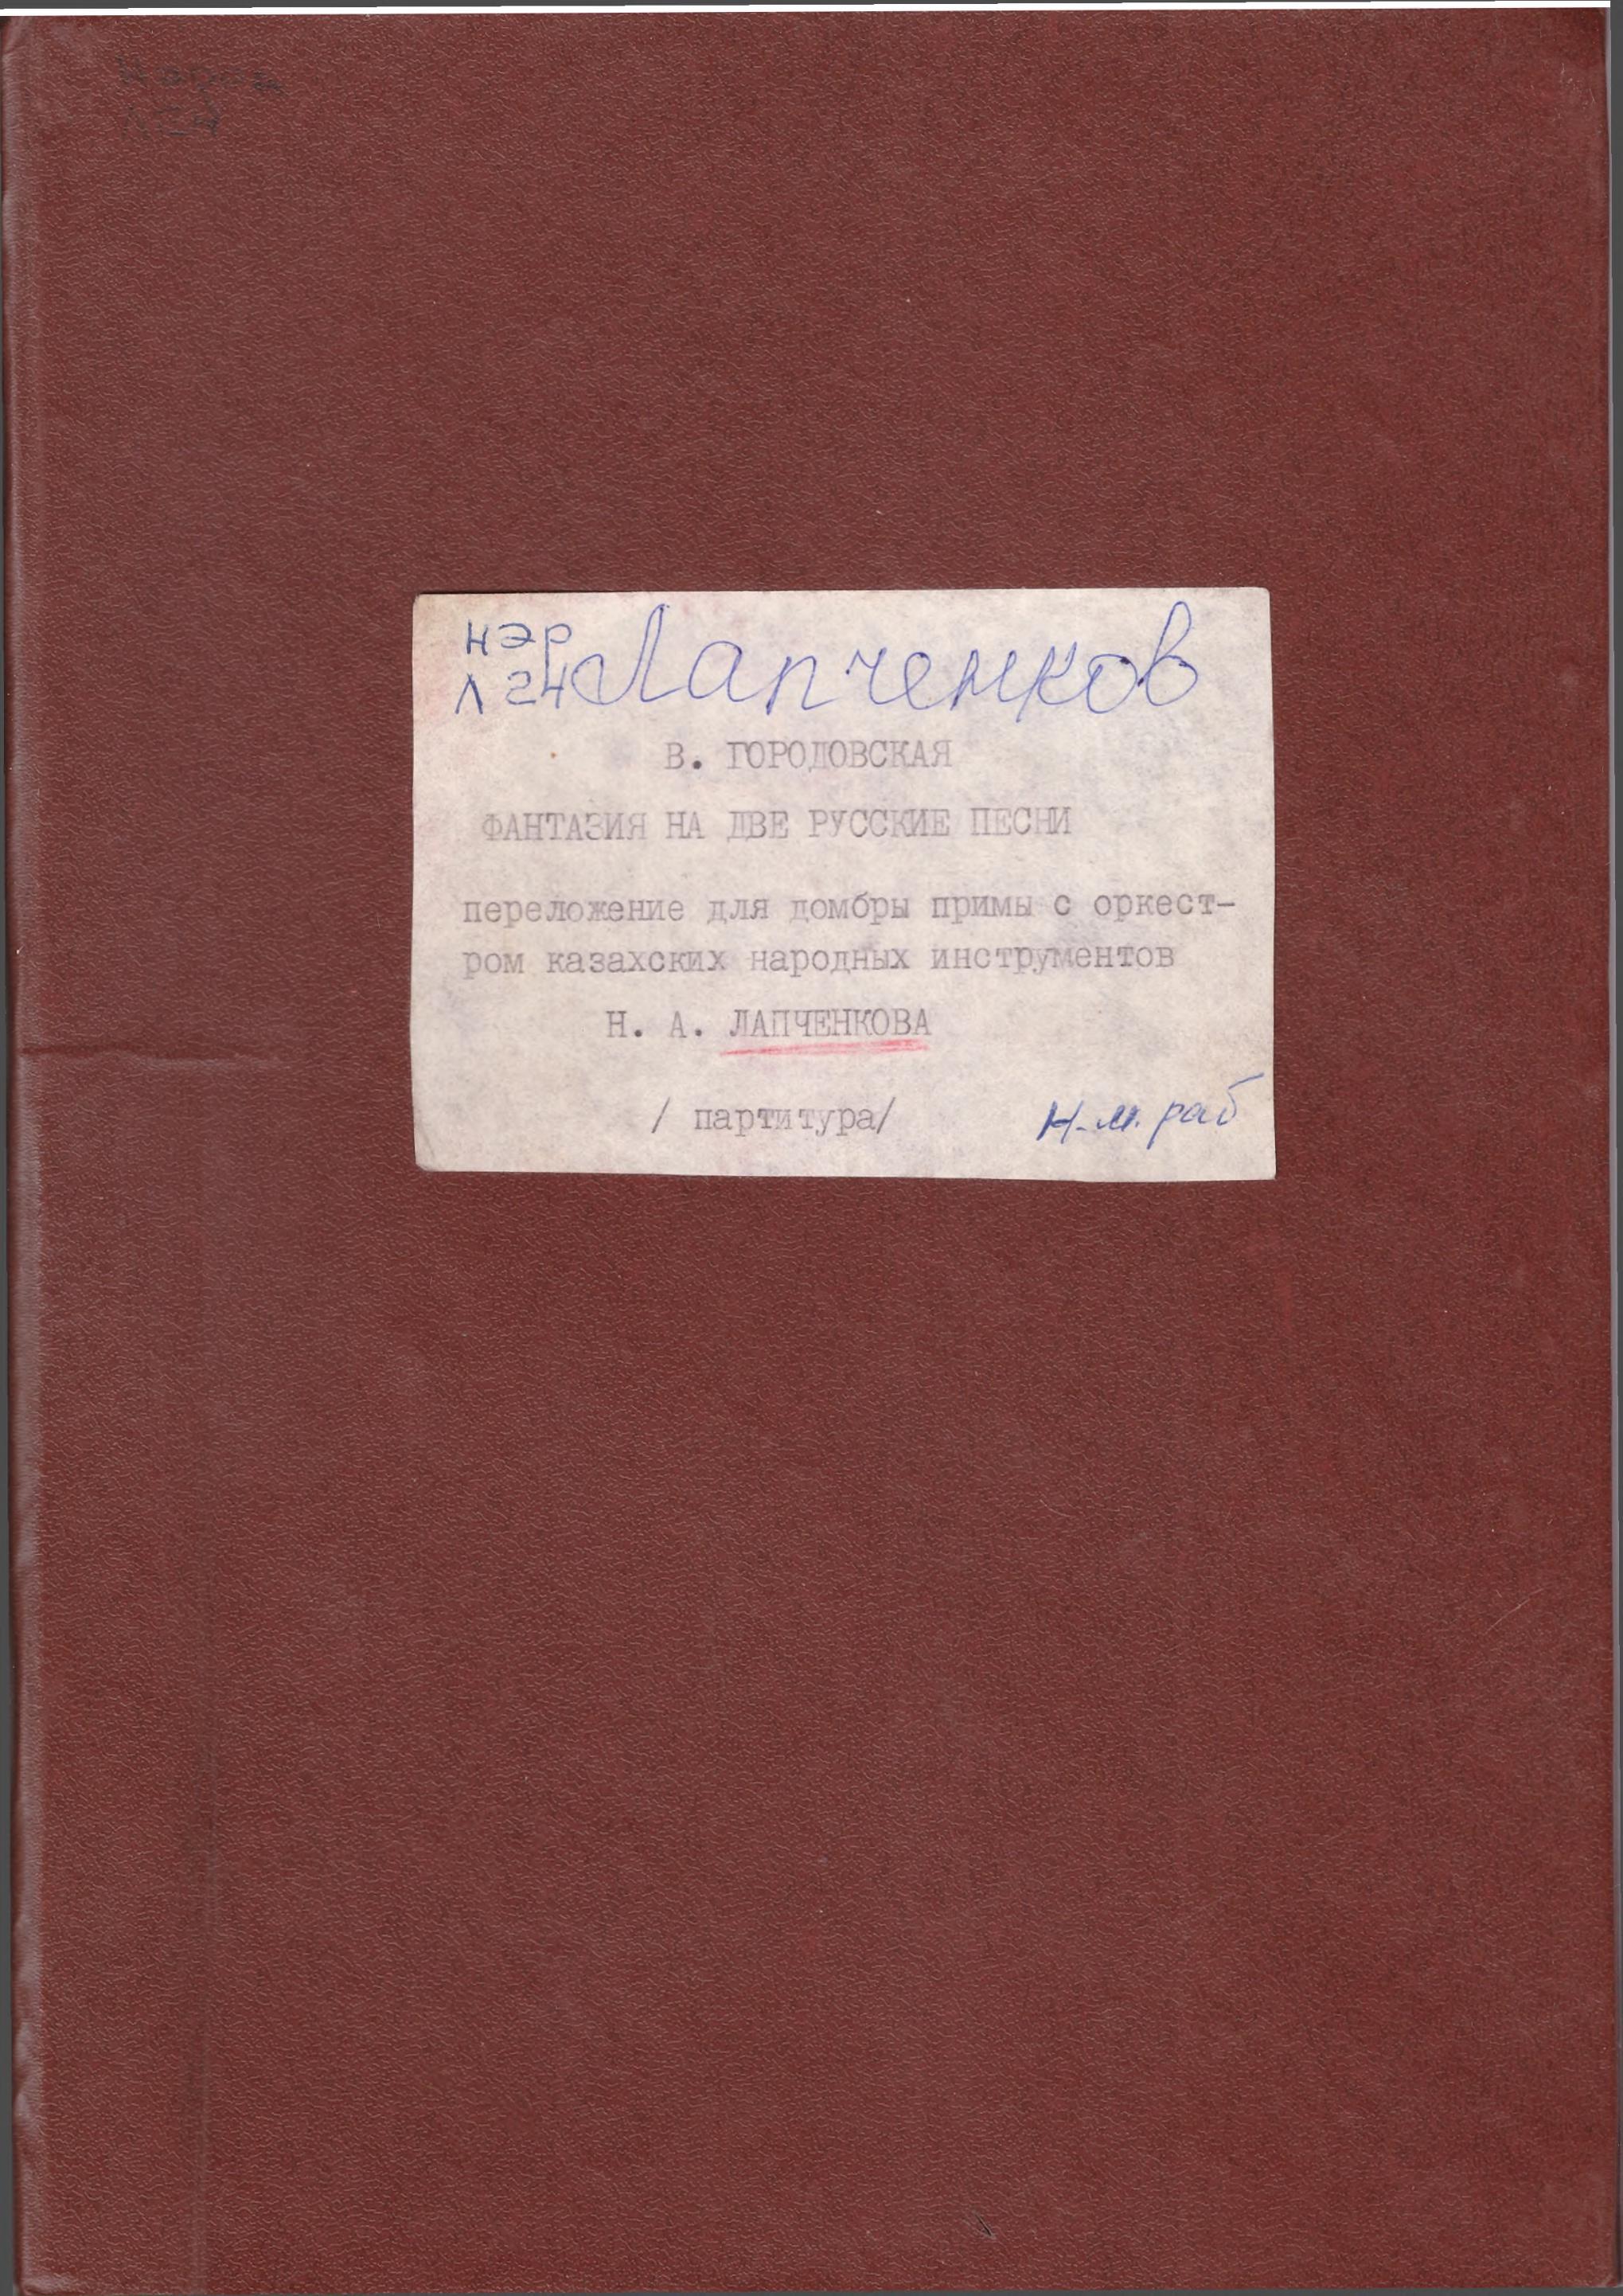 Л24
НЭР
Л 24 Лапченков
В. ГОРОДОВСКАЯ
ФАНТАЗИЯ НА ДВЕ РУССКИЕ ПЕСНИ
переложение для домбры примы с оркест-
ром казахских народных инструментов
Н. А. ЛАПЧЕНКОВА
/ партитура/
Н.-м. раб